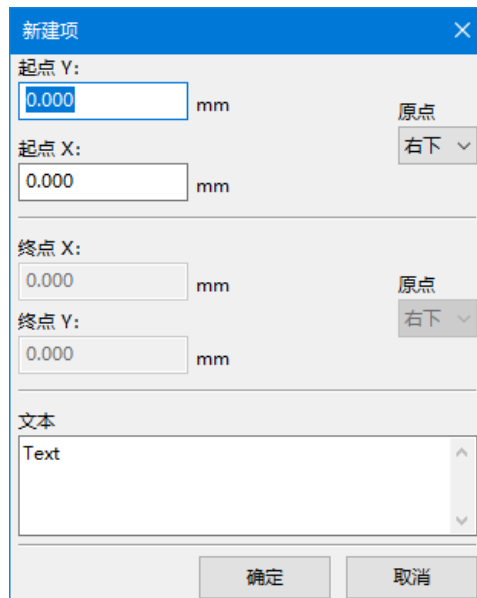 新建项
起点 Y:
0.000 mm
原点
起点 X:
右下
0.000 mm
终点 X:
0.000 mm
原点
终点 Y:
右下
0.000 mm
文本
Text
确定 取消